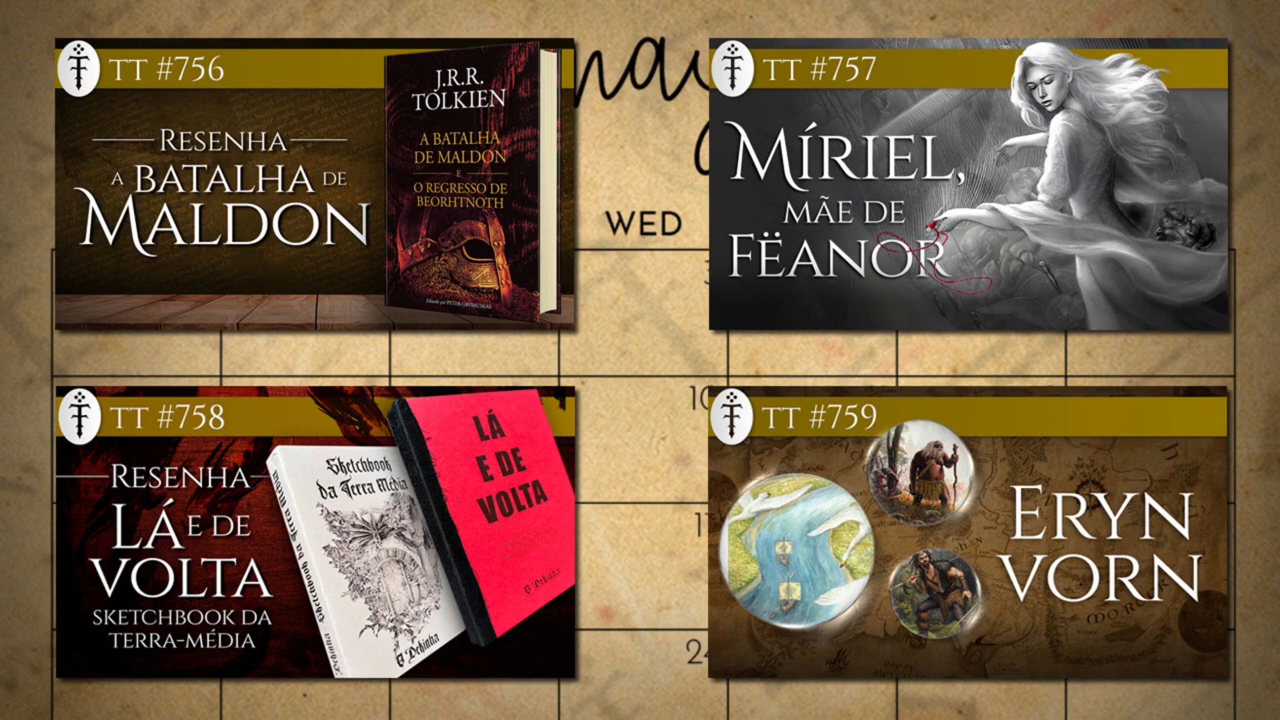 TT #756
RESENHA
A BATALHA DE
MALDON
J.R.R.
TOLKIEN
A BATALHA
DE MALDON
E
O REGRESSO DE
BEORHTNOTH
TT #757
MÍRIEL,
MÃE DE
FËANOR
WED
TT #758
RESENHA
LÁ E DE
VOLTA
SKETCHBOOK DA
TERRA-MÉDIA
Sketchbook
da Terra Média
LÁ
E DE
VOLTA
10
TT #759
ERYN
VORN